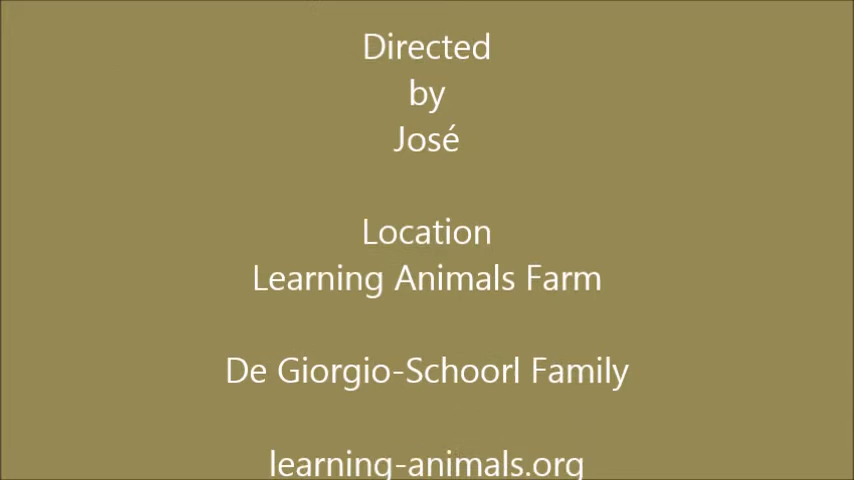 Directed
by
José
Location
Learning Animals Farm
De Giorgio-Schoorl Family
learning-animals.org